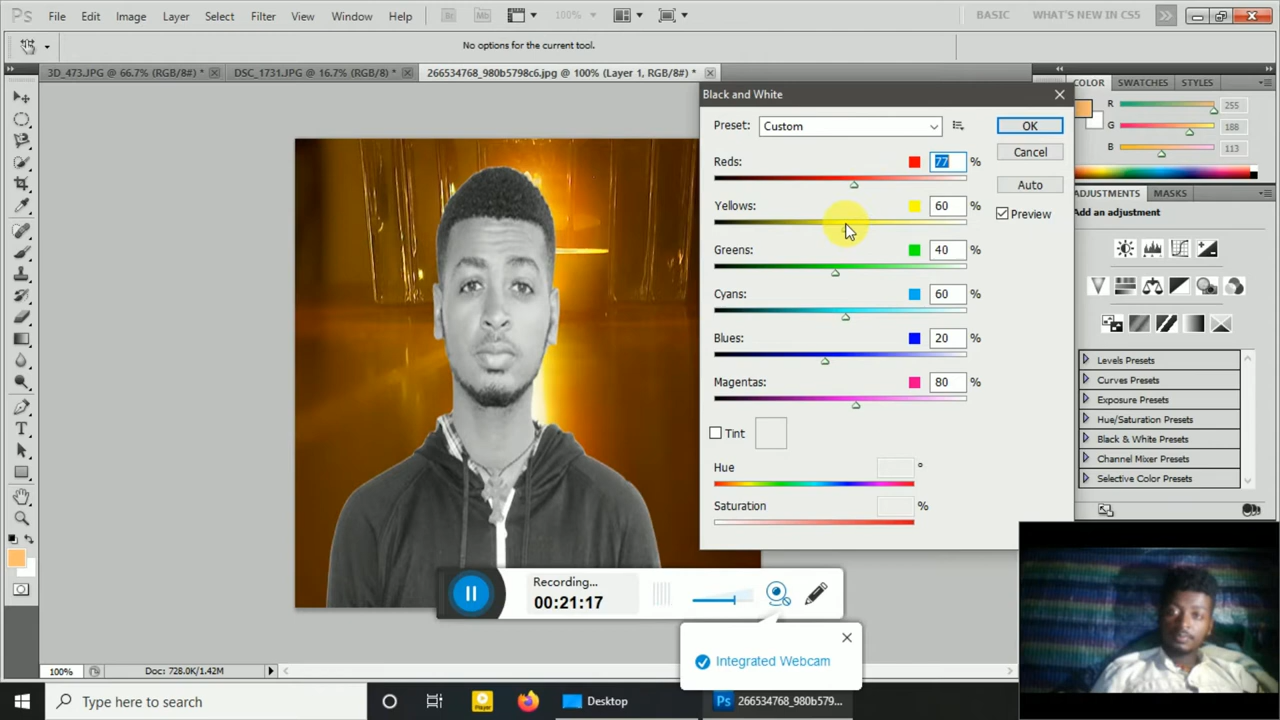 Ps File Edit Image Layer Select Filter View Window Help Br Mb 100% BASIC WHAT'S NEW IN CS5
No options for the current tool.
3D_473.JPG @ 66.7% (RGB/8#) * DSC_1731.JPG @ 16.7% (RGB/8) * 266534768_980b5798c6.jpg @ 100% (Layer 1, RGB/8#) *
Black and White
Preset: Custom
OK
Reds: 77 %
Cancel
Auto
Yellows: 60 %
Preview
Greens: 40 %
Cyans: 60 %
Blues: 20 %
Magentas: 80 %
Tint
Hue °
Saturation %
COLOR SWATCHES STYLES
R 255
G 188
B 113
ADJUSTMENTS MASKS
Add an adjustment
Levels Presets
Curves Presets
Exposure Presets
Hue/Saturation Presets
Black & White Presets
Channel Mixer Presets
Selective Color Presets
Recording...
00:21:17
Integrated Webcam
100% Doc: 728.0K/1.42M
Type here to search
Player
Desktop
Ps 266534768_980b579...